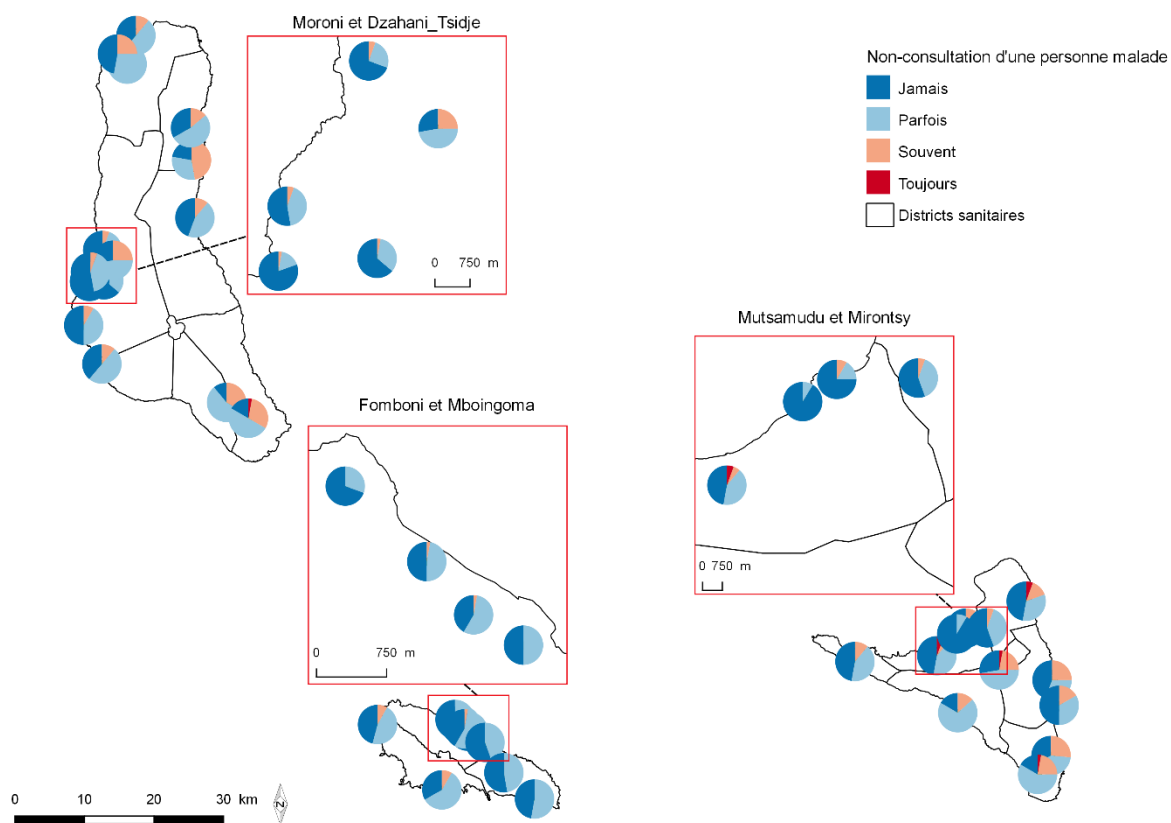 Moroni et Dzahani_Tsidje
Non-consultation d'une personne malade
Jamais
Parfois
Souvent
Toujours
Districts sanitaires
0 750 m
Mutsamudu et Mirontsy
Fomboni et Mboingoma
0 750 m
0 750 m
0 10 20 30 km
N